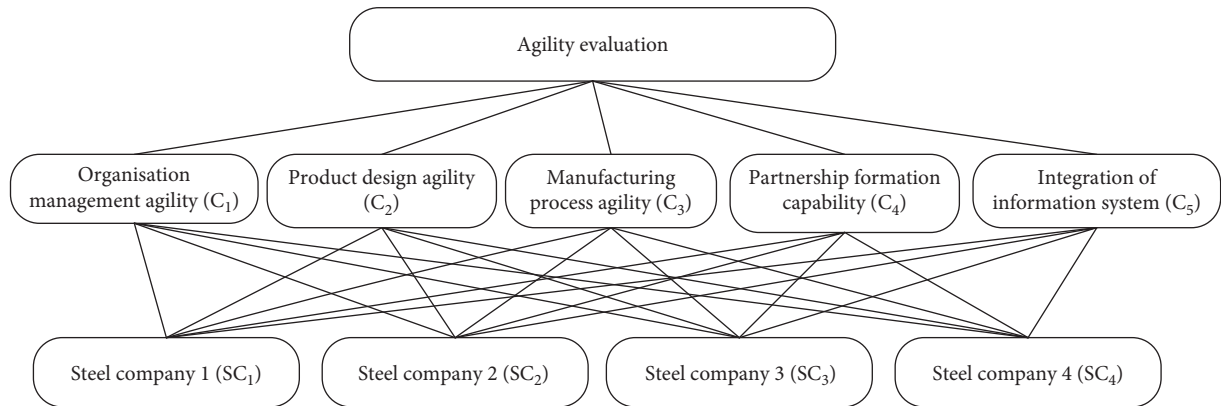 Agility evaluation
Organisation
management agility (C₁)
Product design agility
(C₂)
Manufacturing
process agility (C₃)
Partnership formation
capability (C₄)
Integration of
information system (C₅)
Steel company 1 (SC₁)
Steel company 2 (SC₂)
Steel company 3 (SC₃)
Steel company 4 (SC₄)